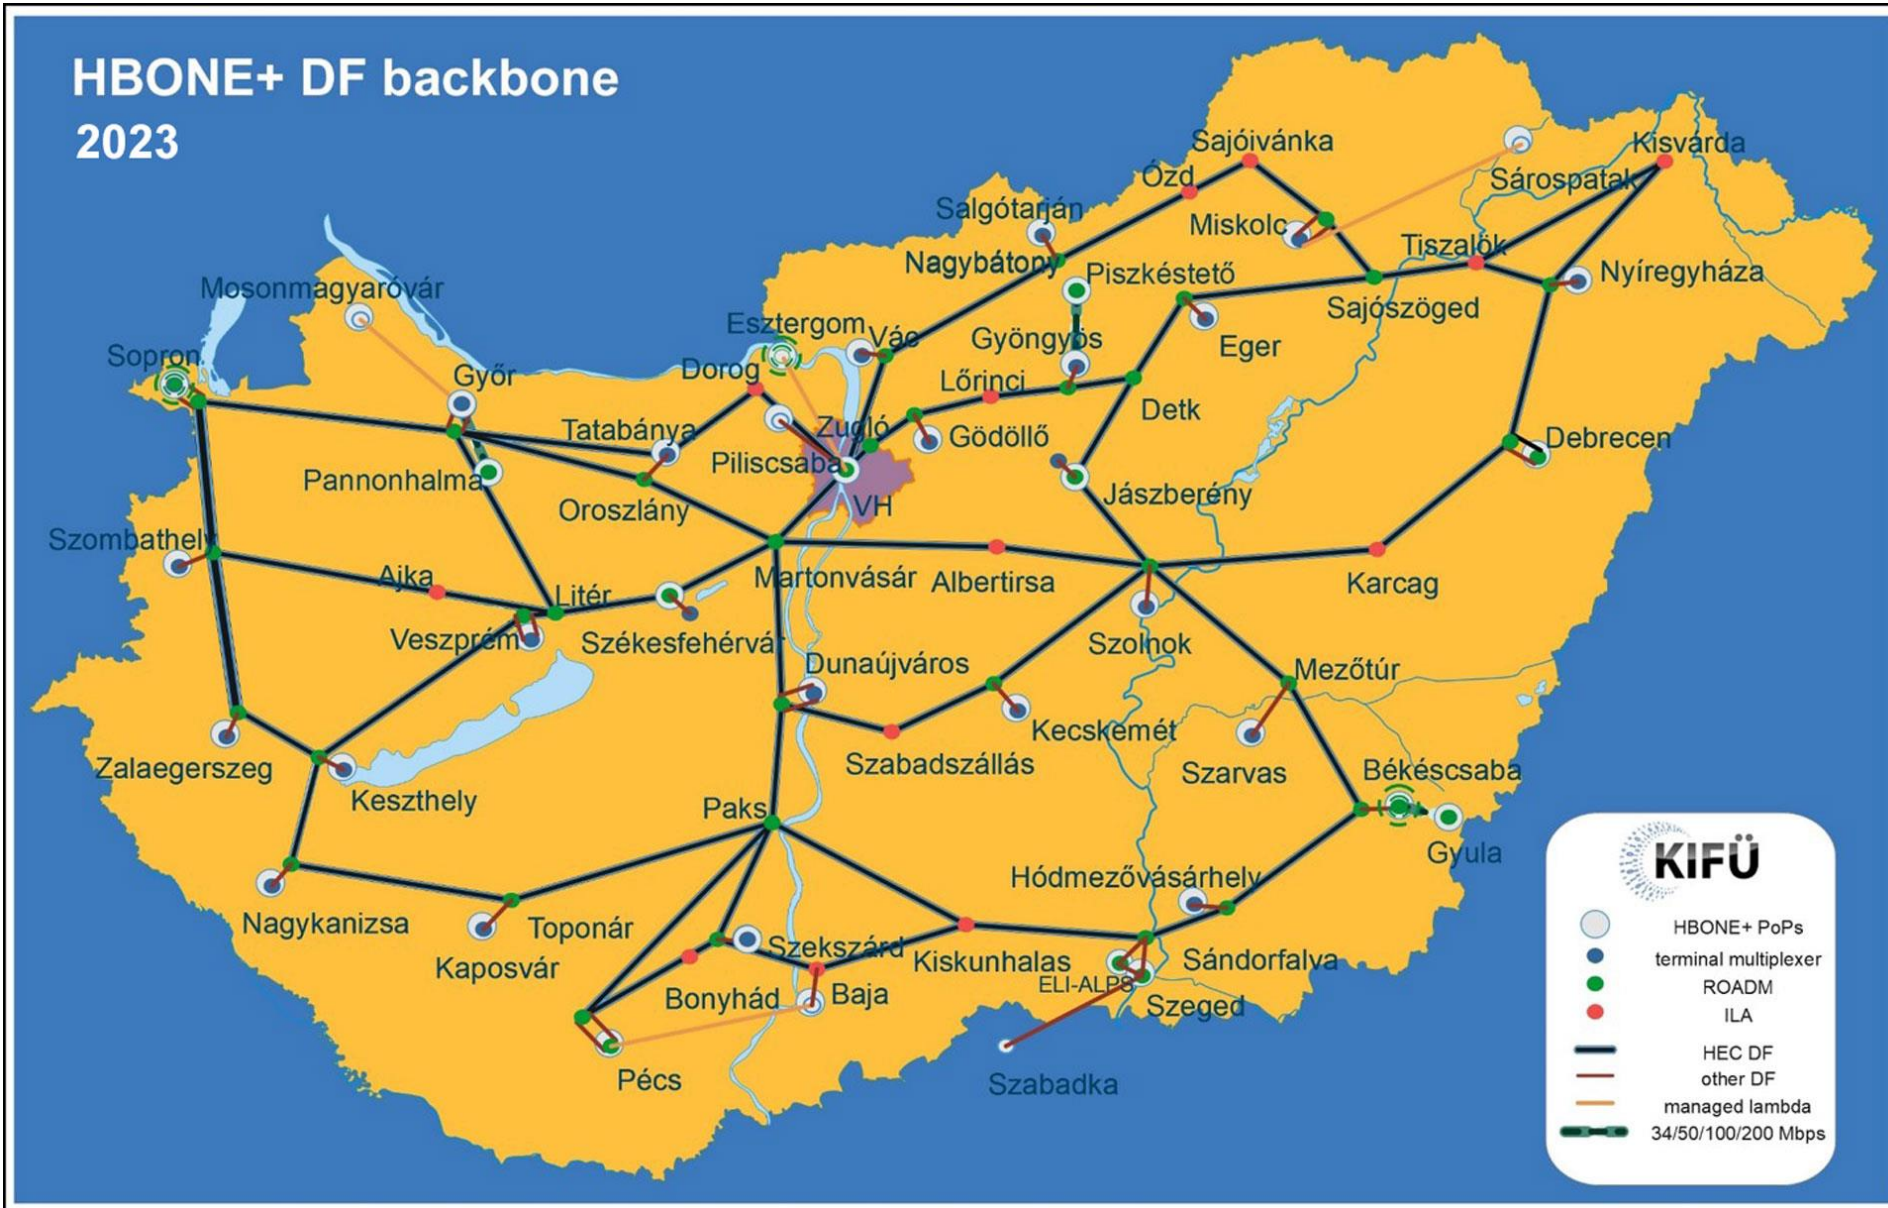 HBONE+ DF backbone
2023
Sajóivánka
Kisvárda
Ózd
Sárospatak
Salgótarján
Miskolc
Tiszalök
Nagybátony
Piszkéstető
Nyíregyháza
Mosonmagyaróvár
Sajószöged
Esztergom
Vác
Gyöngyös
Eger
Sopron
Győr
Dorog
Lőrinci
Detk
Tatabánya
Zugló
Gödöllő
Debrecen
Piliscsaba
Pannonhalma
Jászberény
Oroszlány
VH
Szombathely
Ajka
Martonvásár
Albertirsa
Karcag
Litér
Veszprém
Székesfehérvár
Szolnok
Dunaújváros
Mezőtúr
Kecskemét
Zalaegerszeg
Szabadszállás
Szarvas
Békéscsaba
Keszthely
Paks
Gyula
Hódmezővásárhely
Nagykanizsa
Toponár
Kaposvár
Szekszárd
Kiskunhalas
Sándorfalva
ELI-ALPS
Bonyhád
Baja
Szeged
Pécs
Szabadka
KIFÜ
HBONE+ PoPs
terminal multiplexer
ROADM
ILA
HEC DF
other DF
managed lambda
34/50/100/200 Mbps